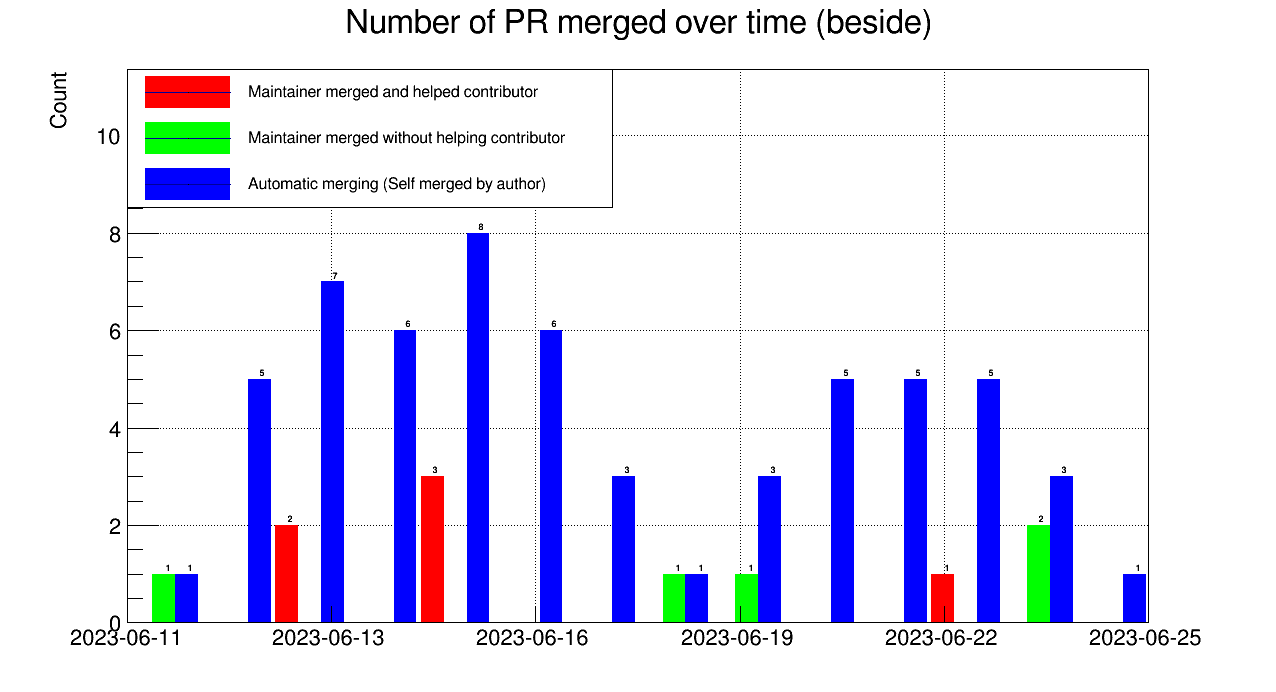 Number of PR merged over time (beside)
Count
Maintainer merged and helped contributor
Maintainer merged without helping contributor
Automatic merging (Self merged by author)
10
8
6
4
2
0
1 1 5 2 7 6 3 8 6 3 1 1 1 3 5 5 1 5 2 3 1
2023-06-11 2023-06-13 2023-06-16 2023-06-19 2023-06-22 2023-06-25